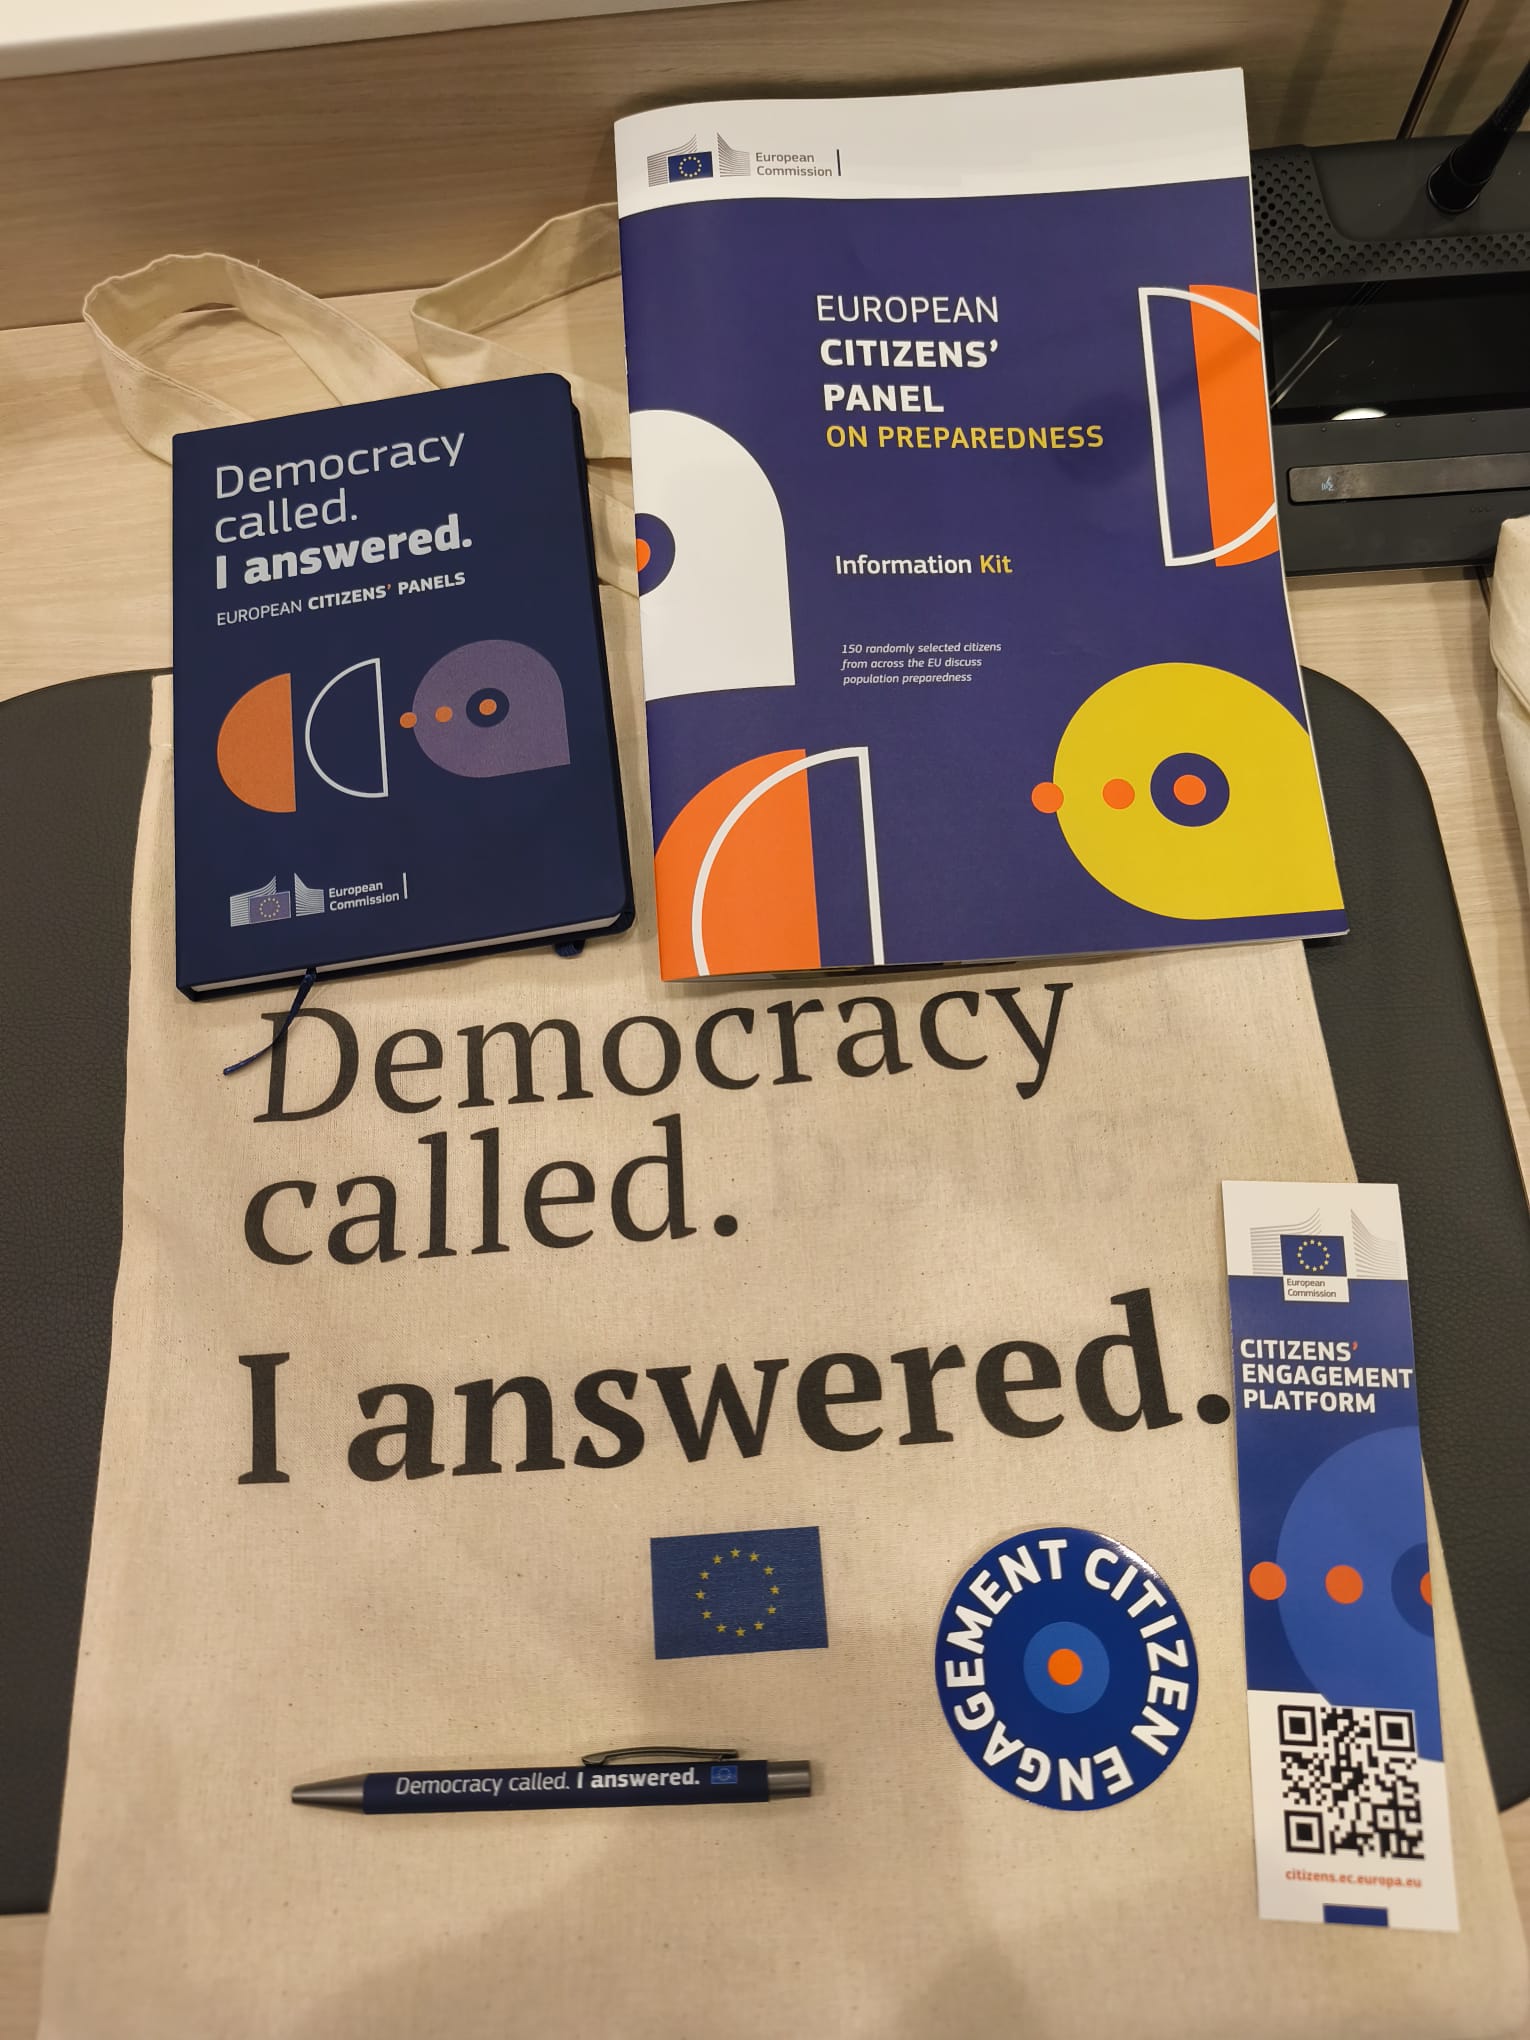 European
Commission
EUROPEAN
CITIZENS'
PANEL
ON PREPAREDNESS
Information Kit
150 randomly selected citizens
from across the EU discuss
population preparedness
Democracy
called.
I answered.
EUROPEAN CITIZENS' PANELS
European
Commission
Democracy
called.
I answered.
European
Commission
CITIZENS'
ENGAGEMENT
PLATFORM
citizens.ec.europa.eu
CITIZEN ENGAGEMENT
Democracy called. I answered.